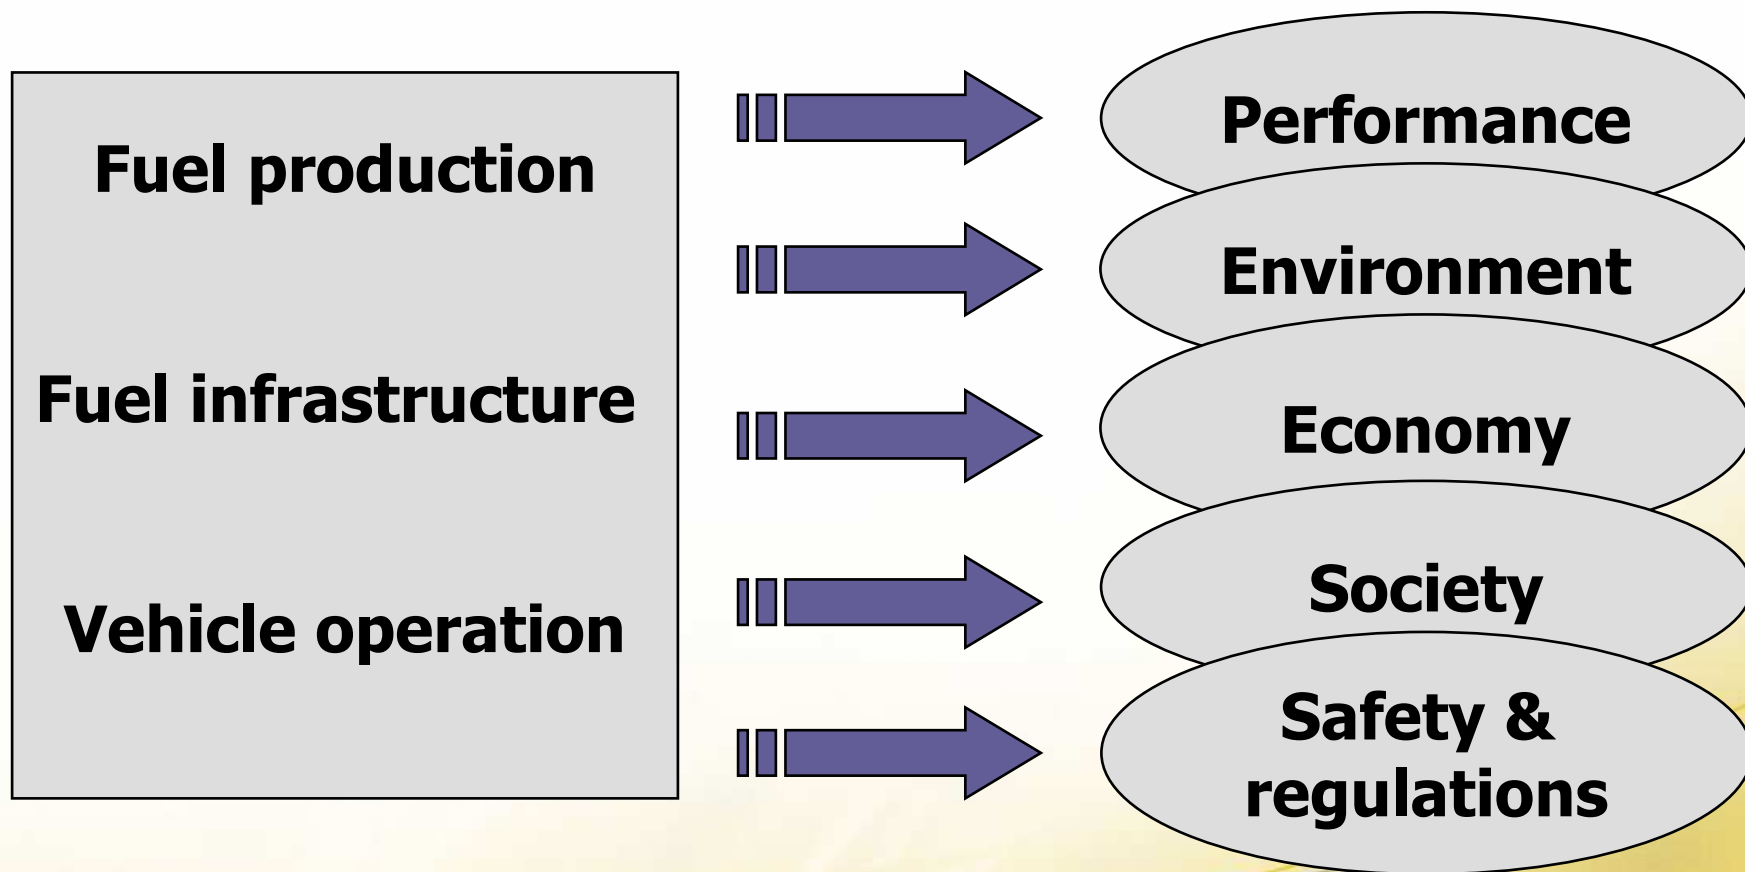 Fuel production
Fuel infrastructure
Vehicle operation
Performance
Environment
Economy
Society
Safety &
regulations